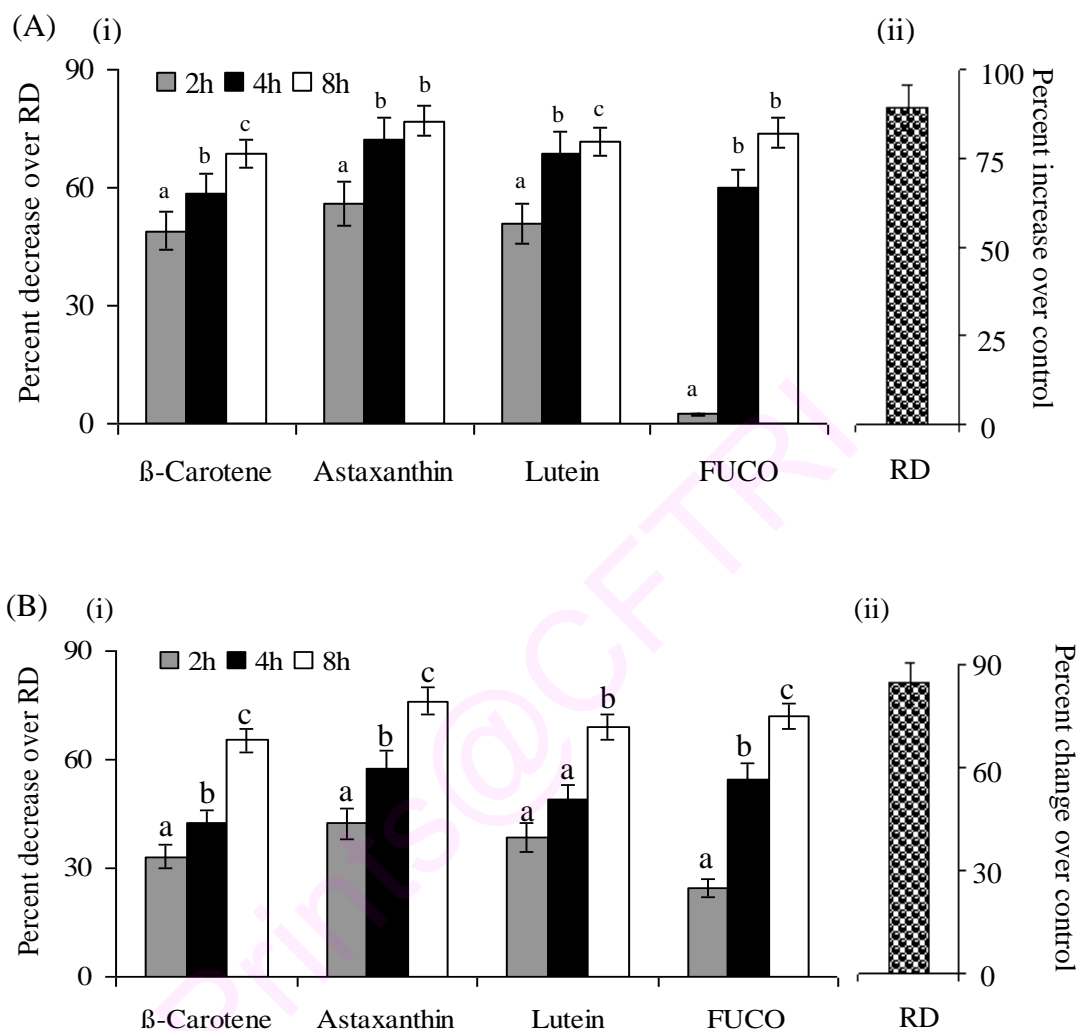 (A) (i) (ii)
Percent decrease over RD
90
60
30
0
2h 4h 8h
a b c
a b b
a b c
a b b
ß-Carotene Astaxanthin Lutein FUCO
100
75
50
25
0
Percent increase over control
RD
(B) (i) (ii)
Percent decrease over RD
90
60
30
0
2h 4h 8h
a b c
a b c
a a b
a b c
ß-Carotene Astaxanthin Lutein FUCO
90
60
30
0
Percent change over control
RD
Prints@CFTRI